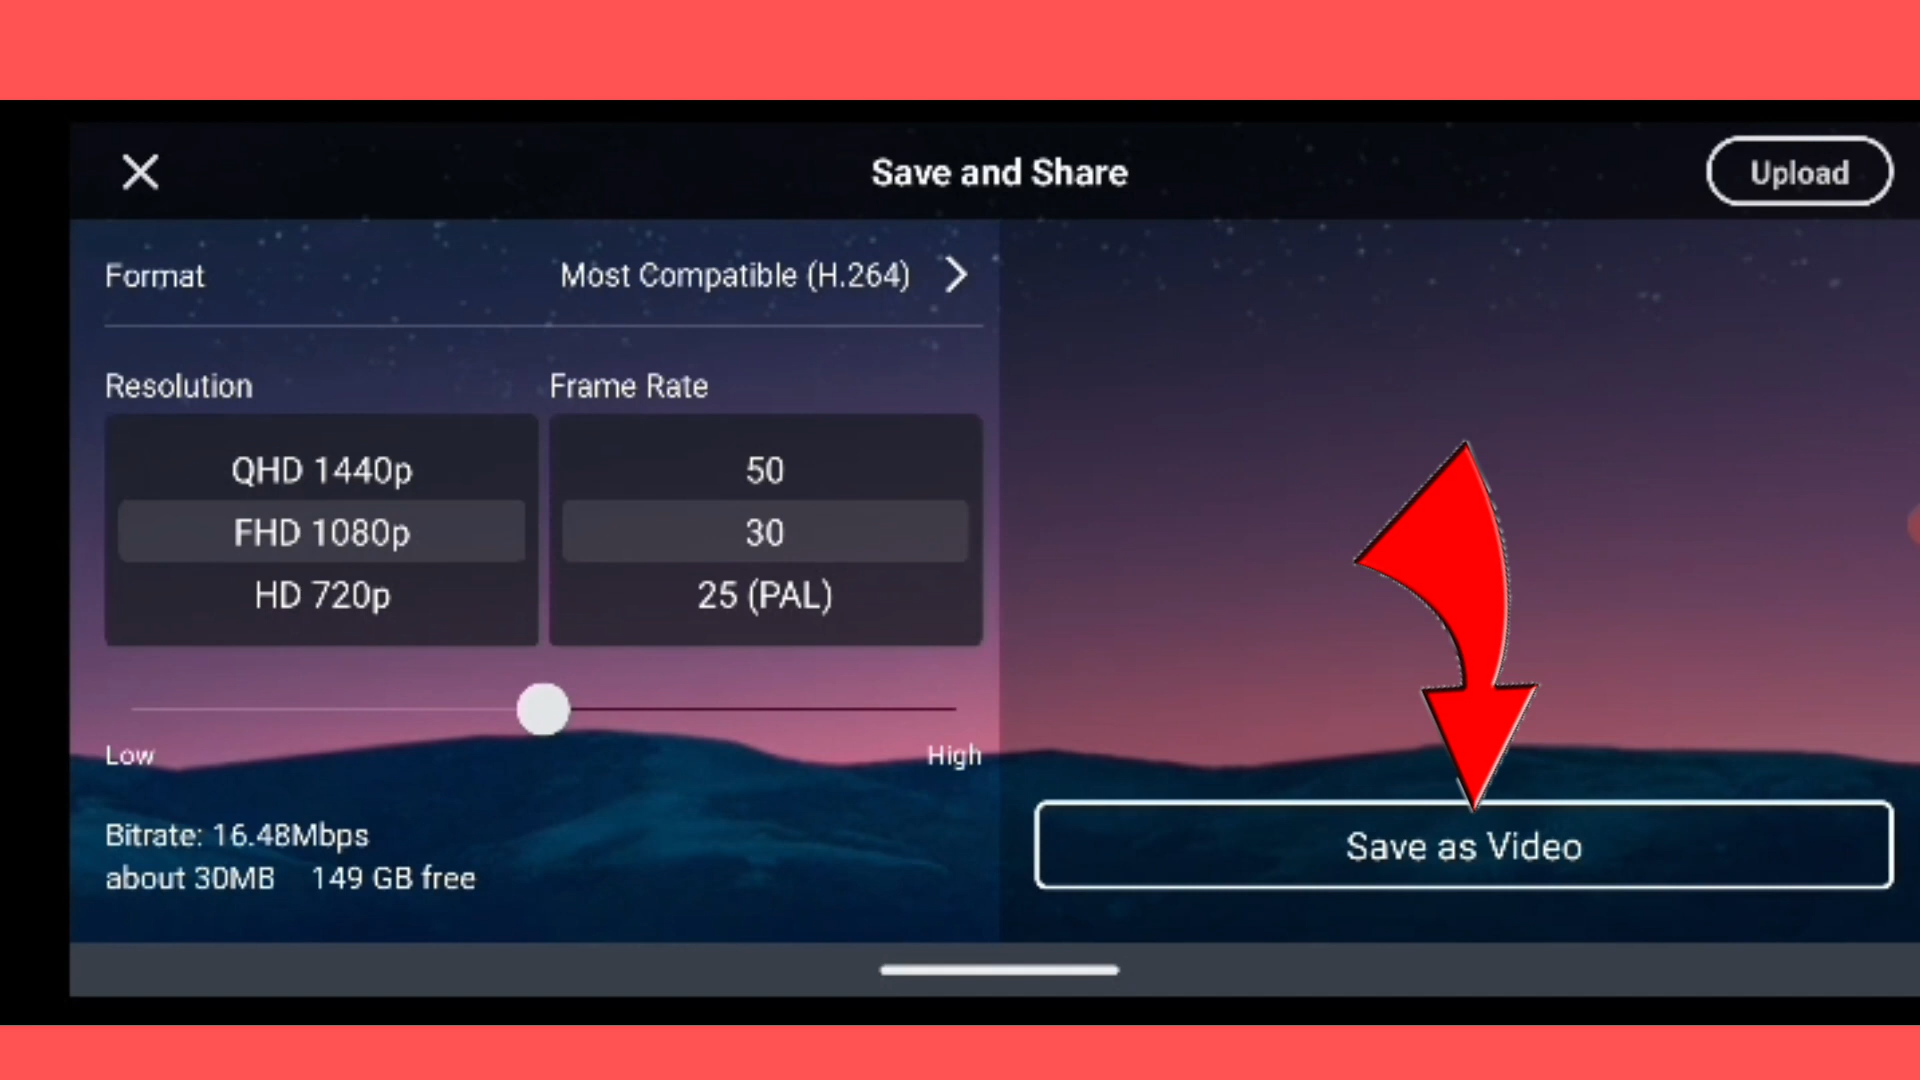 Save and Share
Upload
Format
Most Compatible (H.264)
Resolution
Frame Rate
QHD 1440p
FHD 1080p
HD 720p
50
30
25 (PAL)
Low
High
Bitrate: 16.48Mbps
about 30MB 149 GB free
Save as Video